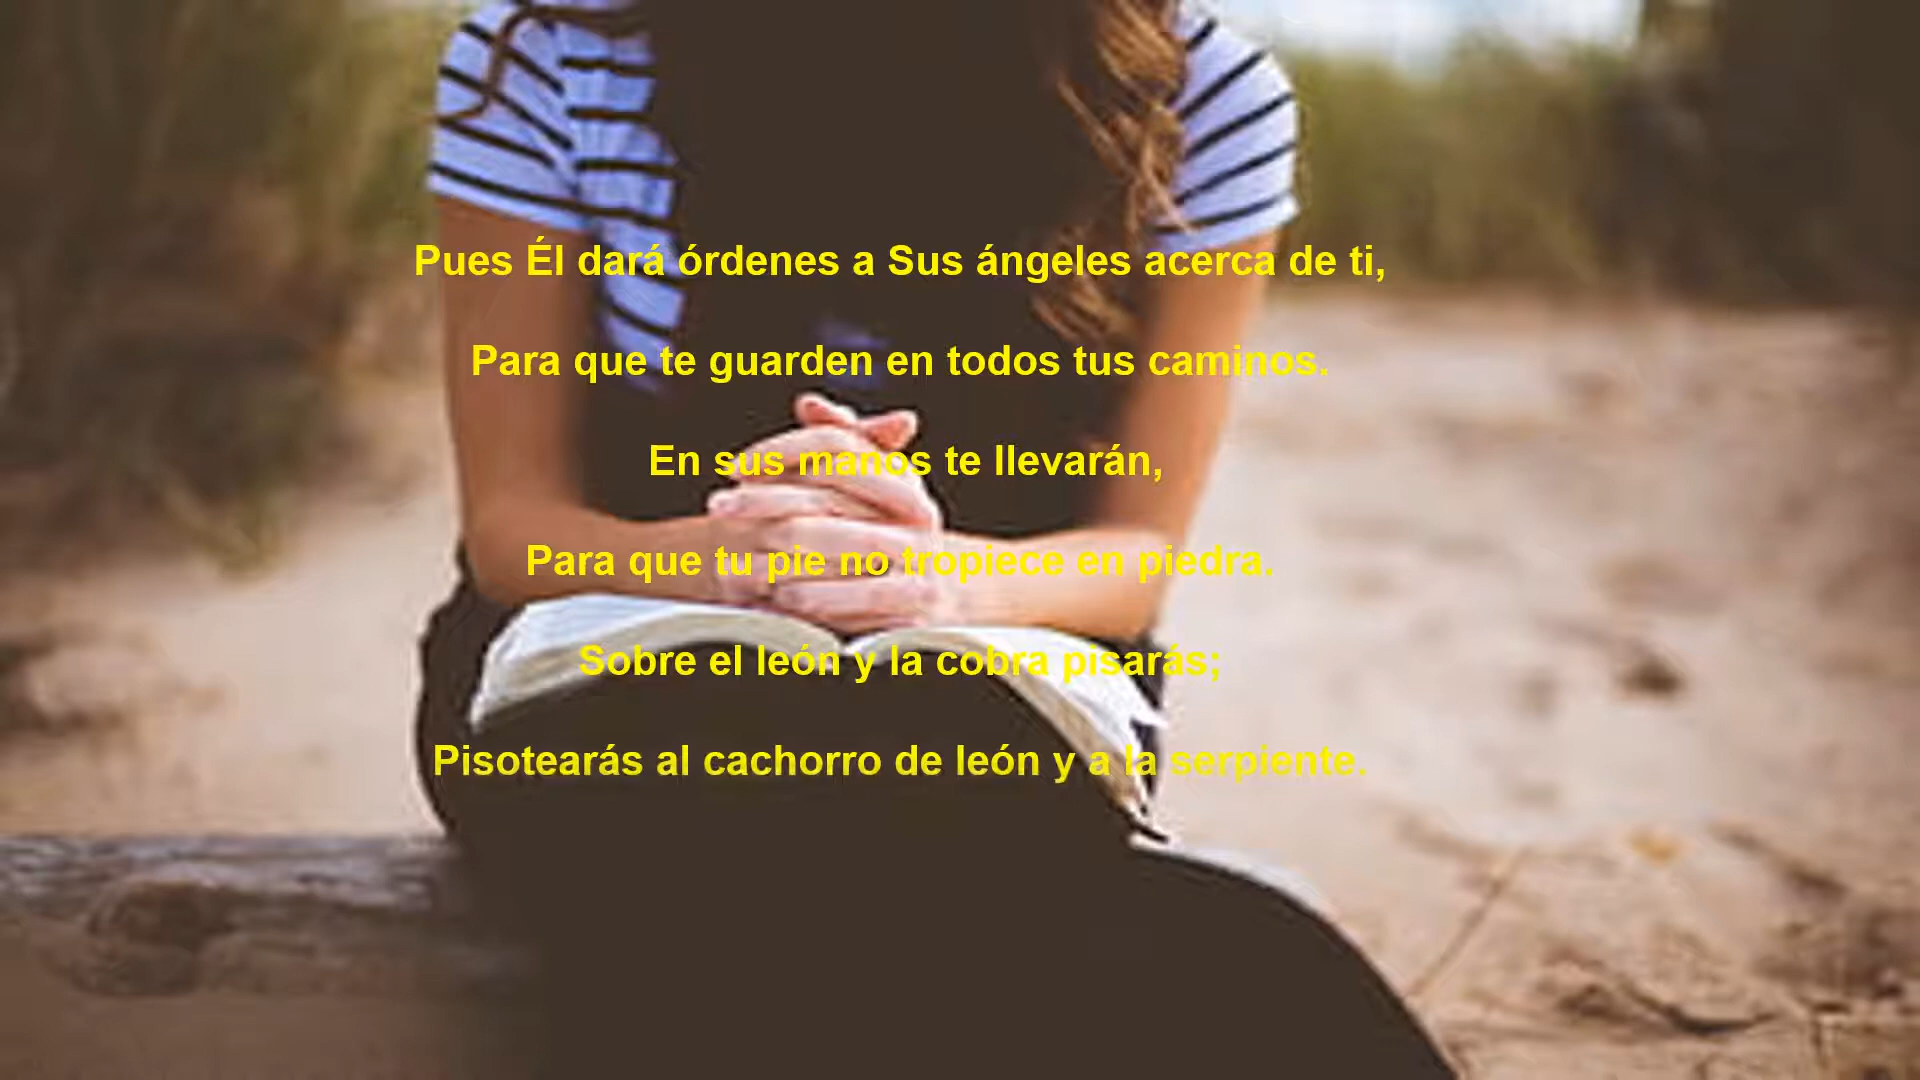 Pues Él dará órdenes a Sus ángeles acerca de ti,
Para que te guarden en todos tus caminos.
En sus manos te llevarán,
Para que tu pie no tropiece en piedra.
Sobre el león y la cobra pisarás;
Pisotearás al cachorro de león y a la serpiente.